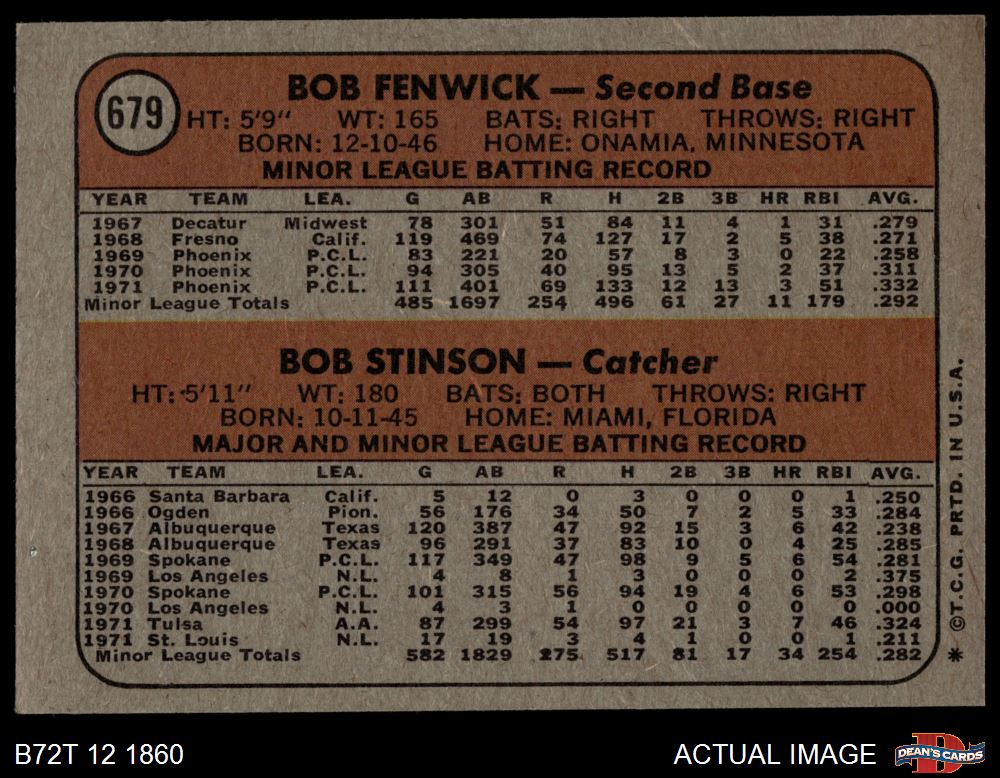 679
BOB FENWICK — Second Base
HT: 5'9" WT: 165 BATS: RIGHT THROWS: RIGHT
BORN: 12-10-46 HOME: ONAMIA, MINNESOTA
MINOR LEAGUE BATTING RECORD
YEAR TEAM LEA. G AB R H 2B 3B HR RBI AVG.
1967 Decatur Midwest 78 301 51 84 11 4 1 31 .279
1968 Fresno Calif. 119 469 74 127 17 2 5 38 .271
1969 Phoenix P.C.L. 83 221 20 57 8 3 0 22 .258
1970 Phoenix P.C.L. 94 305 40 95 13 5 2 37 .311
1971 Phoenix P.C.L. 111 401 69 133 12 13 3 51 .332
Minor League Totals 485 1697 254 496 61 27 11 179 .292
BOB STINSON — Catcher
HT: 5'11" WT: 180 BATS: BOTH THROWS: RIGHT
BORN: 10-11-45 HOME: MIAMI, FLORIDA
MAJOR AND MINOR LEAGUE BATTING RECORD
YEAR TEAM LEA. G AB R H 2B 3B HR RBI AVG.
1966 Santa Barbara Calif. 5 12 0 3 0 0 0 1 .250
1966 Ogden Pion. 56 176 34 50 7 2 5 33 .284
1967 Albuquerque Texas 120 387 47 92 15 3 6 42 .238
1968 Albuquerque Texas 96 291 37 83 10 0 4 25 .285
1969 Spokane P.C.L. 117 349 47 98 9 5 6 54 .281
1969 Los Angeles N.L. 4 8 1 3 0 0 0 2 .375
1970 Spokane P.C.L. 101 315 56 94 19 4 6 53 .298
1970 Los Angeles N.L. 4 3 1 0 0 0 0 0 .000
1971 Tulsa A.A. 87 299 54 97 21 3 7 46 .324
1971 St. Louis N.L. 17 19 3 4 1 0 0 1 .211
Minor League Totals 582 1829 275 517 81 17 34 254 .282
* ©T.C.G. PRTD. IN U.S.A.
B72T 12 1860
ACTUAL IMAGE
DEAN'S CARDS